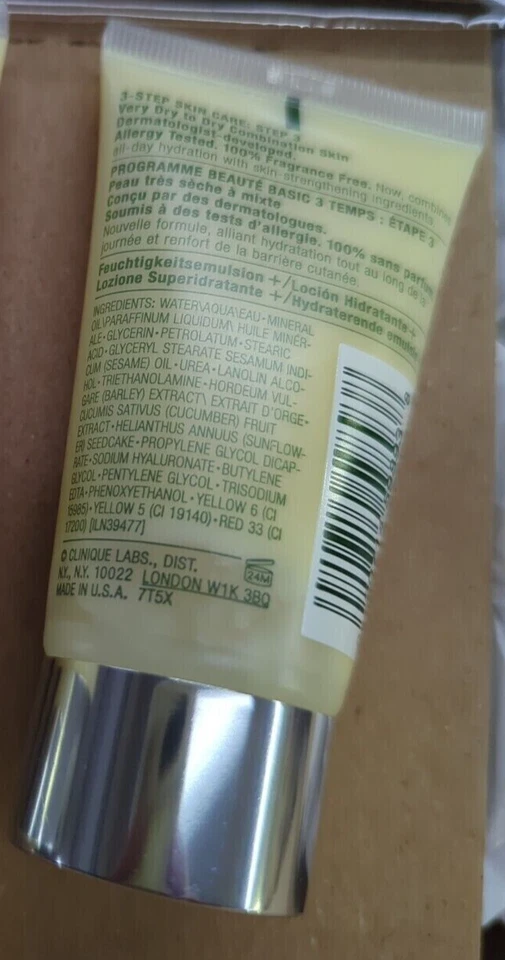 3-STEP SKIN CARE: STEP 3
Very Dry to Dry Combination Skin
Dermatologist-developed.
Allergy Tested. 100% Fragrance Free. Now combines
all-day hydration with skin-strengthening ingredients
PROGRAMME BEAUTÉ BASIC 3 TEMPS : ÉTAPE 3
Peau très sèche à mixte
Conçu par des dermatologues.
Soumis à des tests d'allergie, 100% sans parfum
Nouvelle formule, alliant hydratation tout au long de la
journée et renfort de la barrière cutanée.
Feuchtigkeitsemulsion +/Loción Hidratante+
Lozione Superidratante +/Hydraterende emulsie
INGREDIENTS: WATER\AQUA\EAU•MINERAL
OIL\PARAFFINUM LIQUIDUM\ HUILE MINÉR-
ALE•GLYCERIN•PETROLATUM•STEARIC
ACID•GLYCERYL STEARATE SESAMUM INDI-
CUM (SESAME) OIL•UREA•LANOLIN ALCO-
HOL•TRIETHANOLAMINE•HORDEUM VUL-
GARE (BARLEY) EXTRACT\ EXTRAIT D'ORGE•
CUCUMIS SATIVUS (CUCUMBER) FRUIT
EXTRACT•HELIANTHUS ANNUUS (SUNFLOW-
ER) SEEDCAKE•PROPYLENE GLYCOL DICAP-
RATE•SODIUM HYALURONATE•BUTYLENE
GLYCOL•PENTYLENE GLYCOL•TRISODIUM
EDTA•PHENOXYETHANOL•YELLOW 6 (CI
15985)•YELLOW 5 (CI 19140)•RED 33 (CI
17200) [ILN39477]
© CLINIQUE LABS., DIST.
N.Y., N.Y. 10022 LONDON W1K 3BQ
MADE IN U.S.A. 7T5X
24M